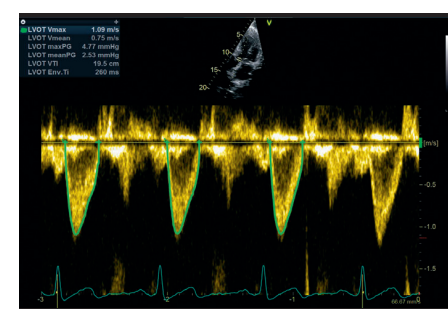 LVOT Vmax 1.09 m/s
LVOT Vmean 0.75 m/s
LVOT maxPG 4.77 mmHg
LVOT meanPG 2.53 mmHg
LVOT VTI 19.5 cm
LVOT Env.Ti 260 ms
V
5
10
15
20
[m/s]
-0.5
-1.0
-1.5
-3
-2
-1
0
66.67 mm/s